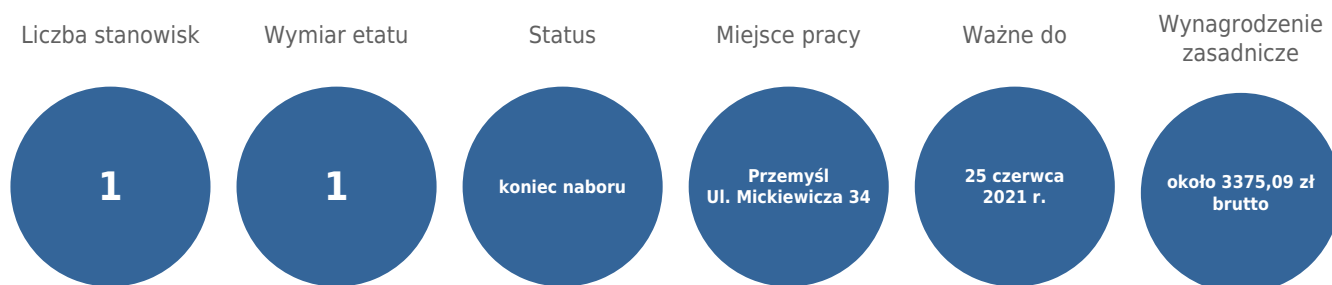 Liczba stanowisk
Wymiar etatu
Status
Miejsce pracy
Ważne do
Wynagrodzenie
zasadnicze
1
1
koniec naboru
Przemyśl
Ul. Mickiewicza 34
25 czerwca
2021 r.
około 3375,09 zł
brutto